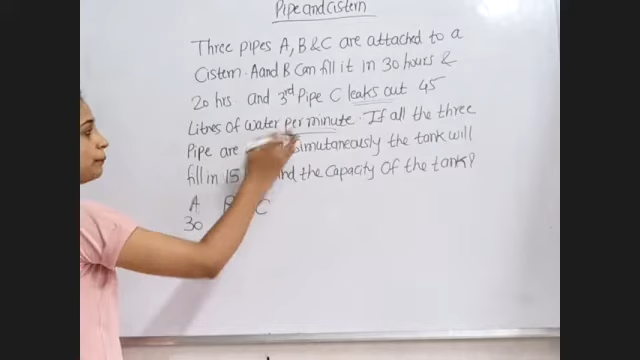 Pipe and Cistern
Three pipes A, B & C are attached to a
Cistern. A and B Can fill it in 30 hours &
20 hrs and 3rd Pipe C leaks out 45
Litres of water per minute. If all the three
Pipe are simutaneously the tank will
fill in 15 the Capacity Of the tank?
A B C
30